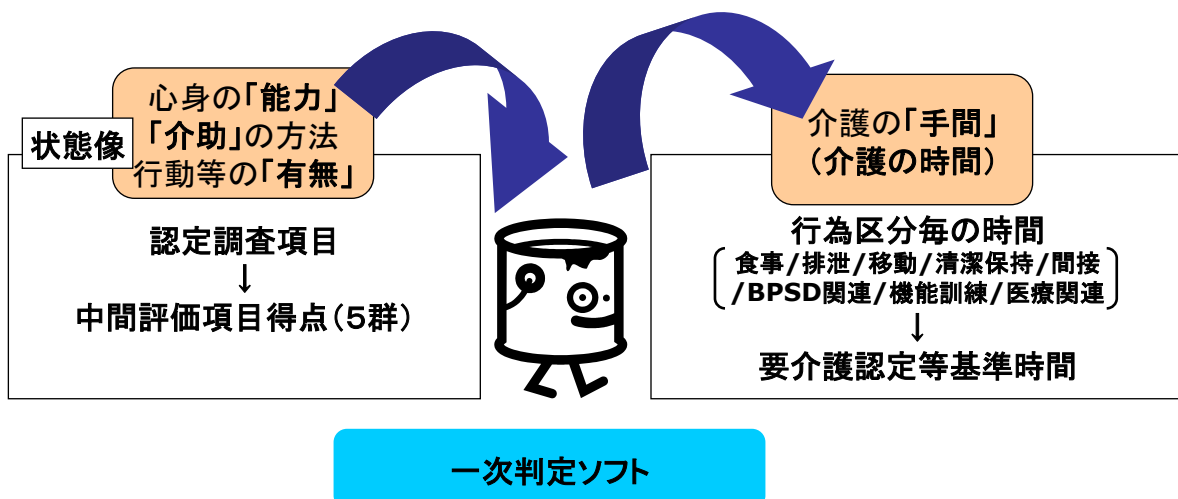 状態像
心身の「能力」
「介助」の方法
行動等の「有無」
認定調査項目
↓
中間評価項目得点(5群)
介護の「手間」
(介護の時間)
行為区分毎の時間
食事/排泄/移動/清潔保持/間接
/BPSD関連/機能訓練/医療関連
↓
要介護認定等基準時間
一次判定ソフト